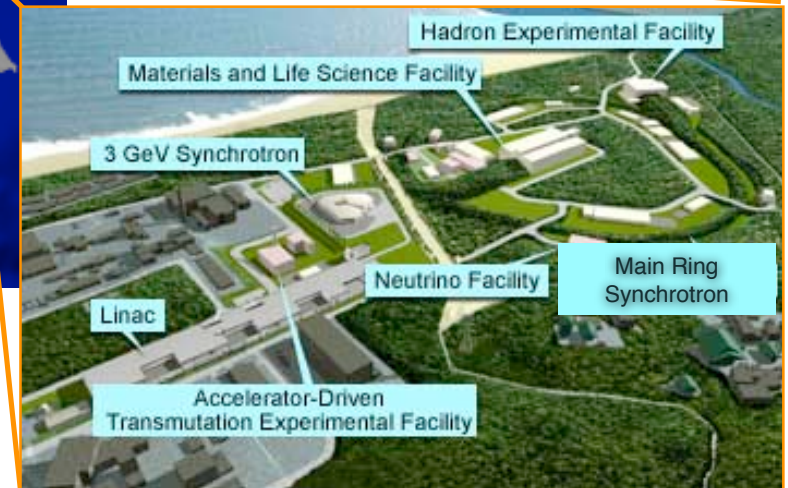 Hadron Experimental Facility
Materials and Life Science Facility
3 GeV Synchrotron
Neutrino Facility
Main Ring
Synchrotron
Linac
Accelerator-Driven
Transmutation Experimental Facility